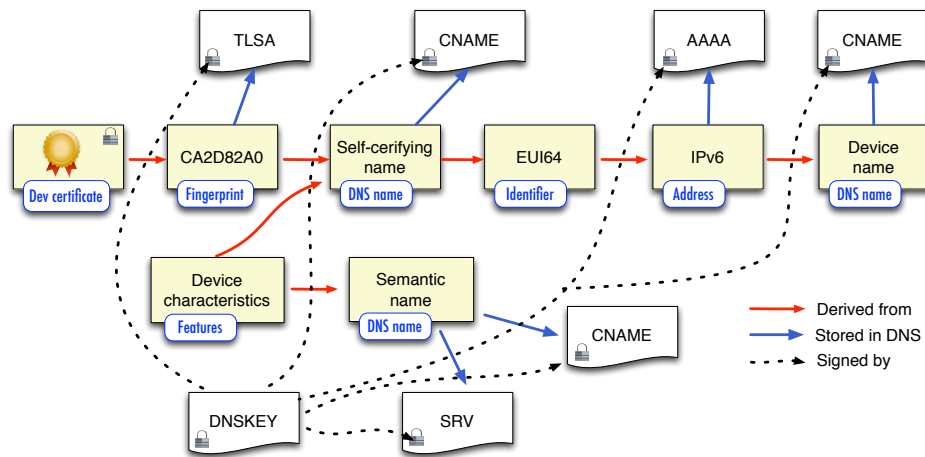 TLSA
CNAME
AAAA
CNAME
Dev certificate
CA2D82A0
Fingerprint
Self-cerifying
name
DNS name
EUI64
Identifier
IPv6
Address
Device
name
DNS name
Device
characteristics
Features
Semantic
name
DNS name
CNAME
Derived from
Stored in DNS
Signed by
DNSKEY
SRV